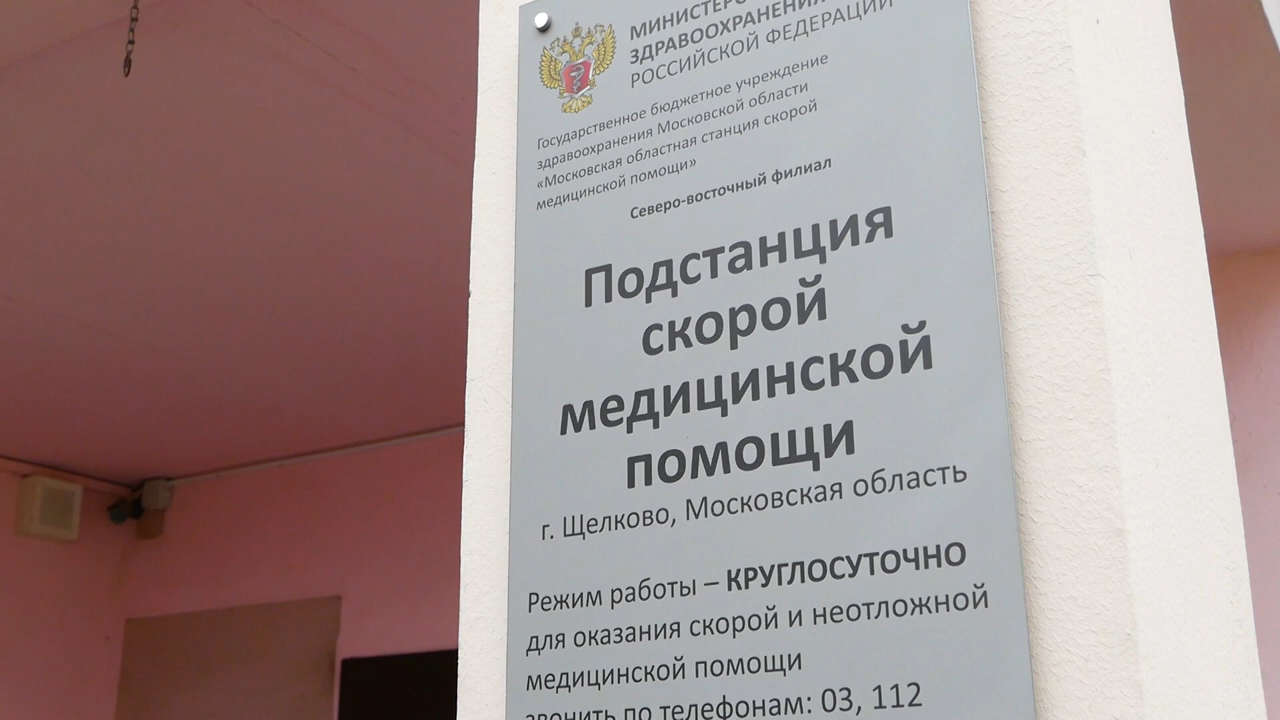 ЗДРАВООХРАНЕНИЯ
РОССИЙСКОЙ ФЕДЕРАЦИИ
Государственное бюджетное учреждение
здравоохранения Московской области
«Московская областная станция скорой
медицинской помощи»
Северо-восточный филиал
Подстанция
скорой
медицинской
помощи
г. Щелково, Московская область
Режим работы – КРУГЛОСУТОЧНО
для оказания скорой и неотложной
медицинской помощи
звонить по телефонам: 03, 112